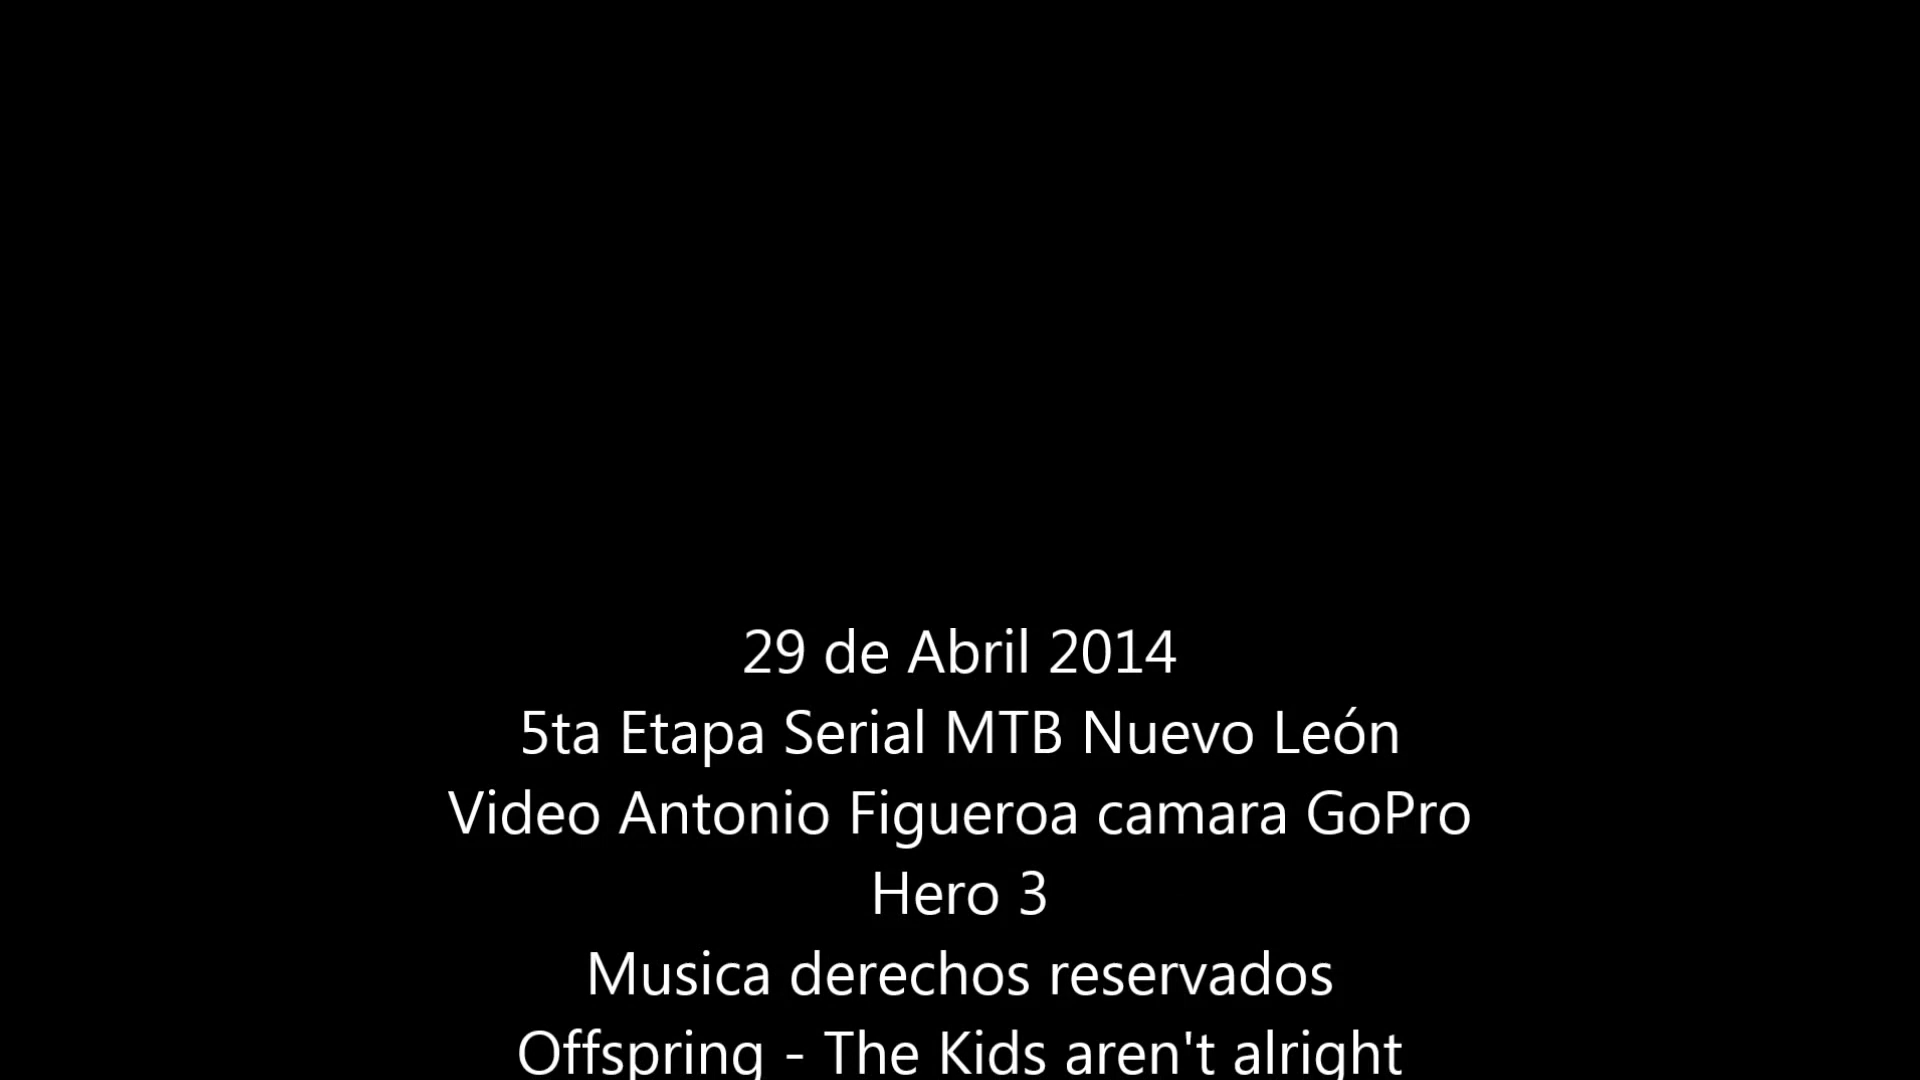 29 de Abril 2014
5ta Etapa Serial MTB Nuevo León
Video Antonio Figueroa camara GoPro
Hero 3
Musica derechos reservados
Offspring - The Kids aren't alright